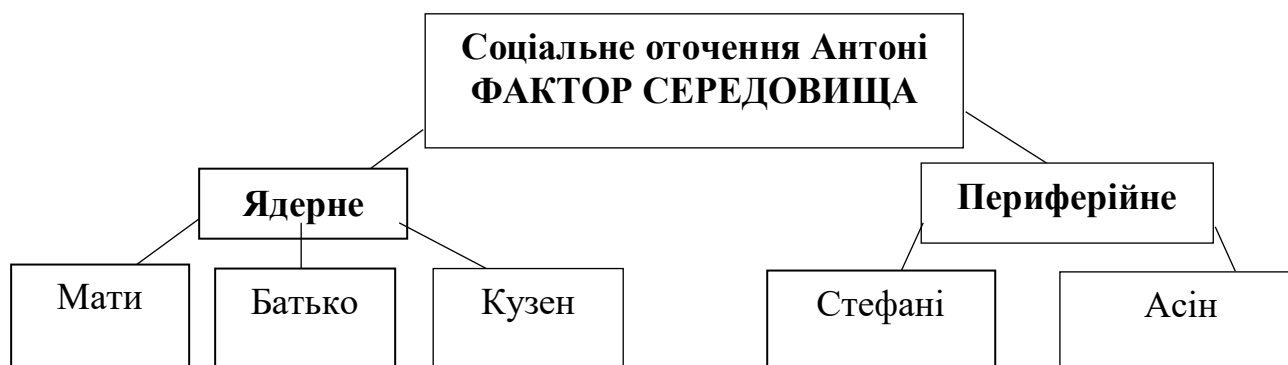 Соціальне оточення Антоні
ФАКТОР СЕРЕДОВИЩА
Ядерне
Периферійне
Мати
Батько
Кузен
Стефані
Асін